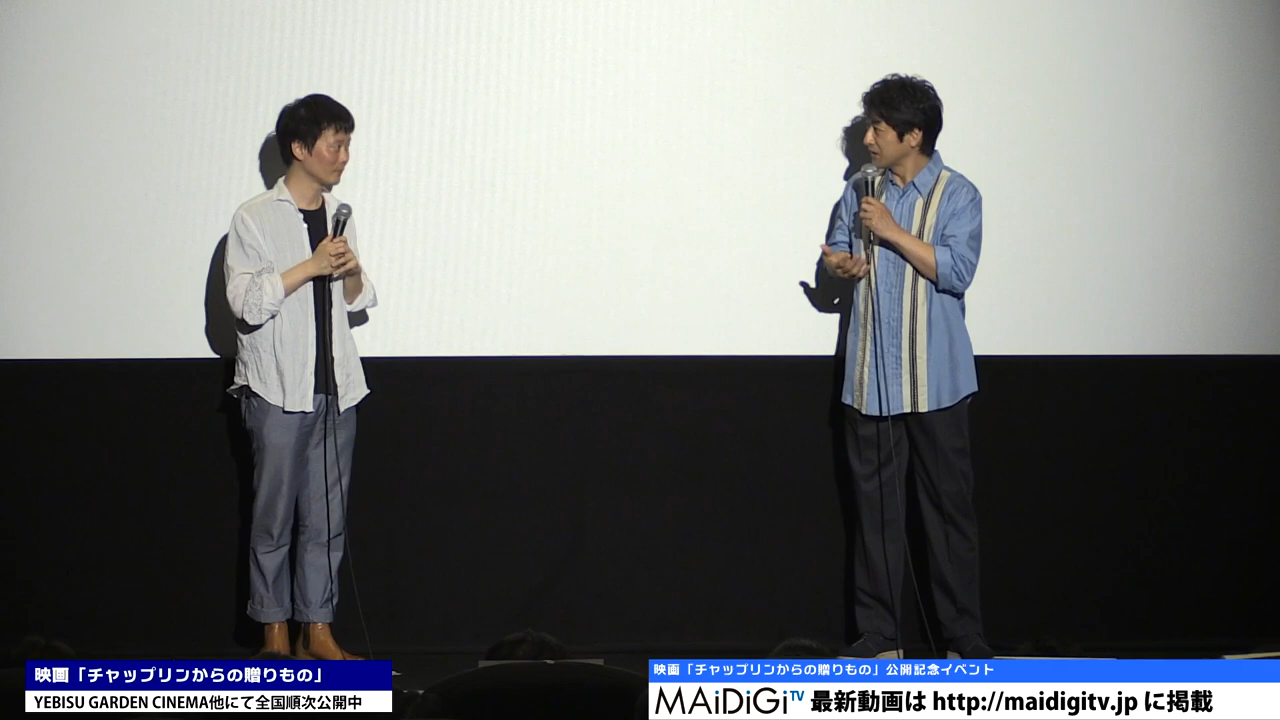 映画「チャップリンからの贈りもの」
YEBISU GARDEN CINEMA他にて全国順次公開中
映画「チャップリンからの贈りもの」公開記念イベント
MAiDiGiTV 最新動画は http://maidigitv.jp に掲載